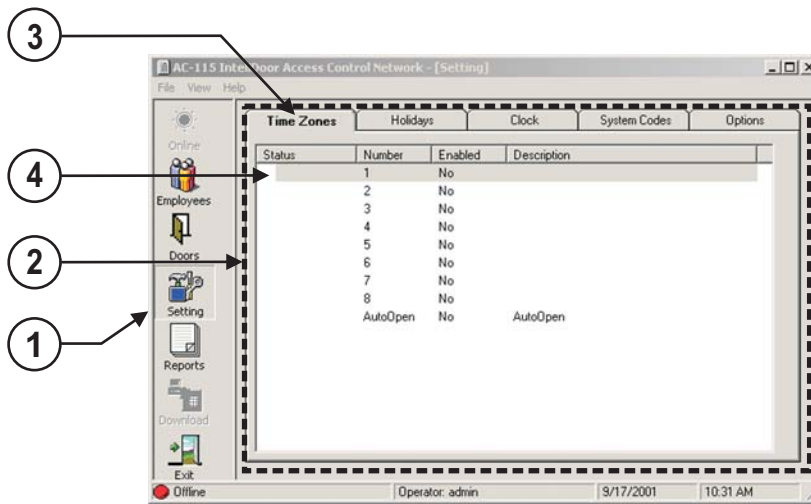 3
AC-115 IntelliDoor Access Control Network - [Setting]
File View Help
Time Zones Holidays Clock System Codes Options
Online
Status Number Enabled Description
4
1 No
Employees
2 No
3 No
4 No
2
5 No
Doors
6 No
7 No
8 No
Setting
AutoOpen No AutoOpen
1
Reports
Download
Exit
Offline Operator: admin 9/17/2001 10:31 AM